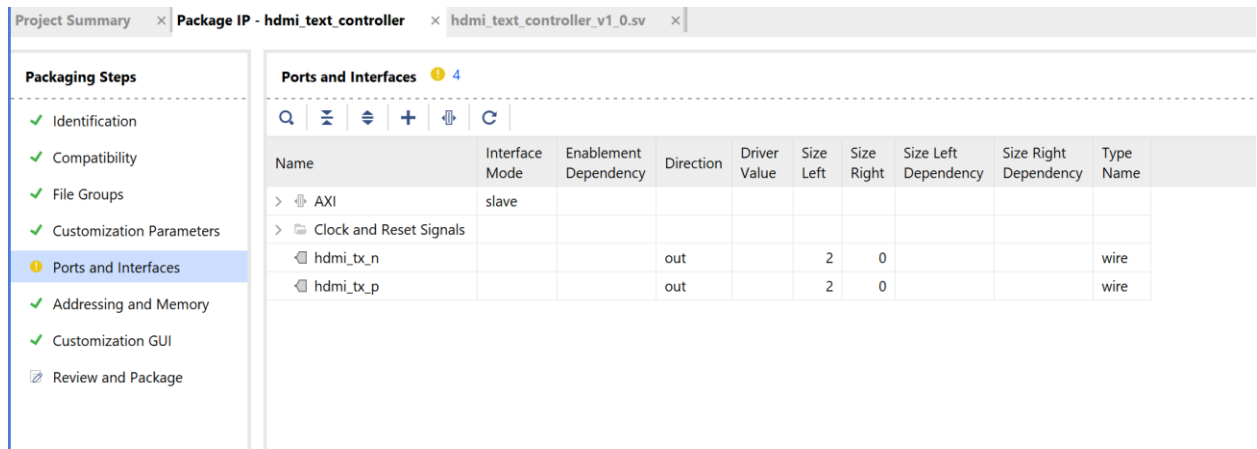 Project Summary × Package IP - hdmi_text_controller × hdmi_text_controller_v1_0.sv ×
Packaging Steps
Identification
Compatibility
File Groups
Customization Parameters
Ports and Interfaces
Addressing and Memory
Customization GUI
Review and Package
Ports and Interfaces 4
Name Interface Mode Enablement Dependency Direction Driver Value Size Left Size Right Size Left Dependency Size Right Dependency Type Name
AXI slave
Clock and Reset Signals
hdmi_tx_n out 2 0 wire
hdmi_tx_p out 2 0 wire